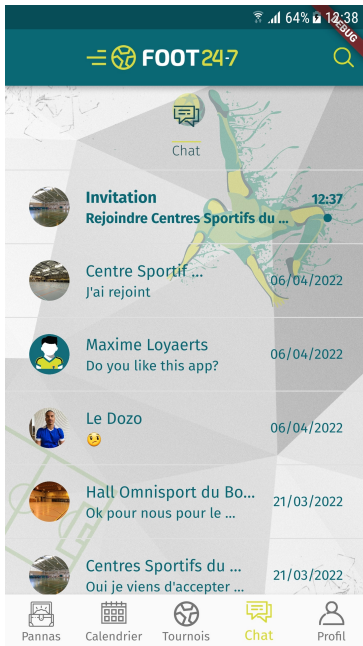 64% 12:38
DEBUG
FOOT 24-7
Chat
Invitation 12:37
Rejoindre Centres Sportifs du ...
Centre Sportif ...
J'ai rejoint 06/04/2022
Maxime Loyaerts
Do you like this app? 06/04/2022
Le Dozo
06/04/2022
Hall Omnisport du Bo...
Ok pour nous pour le ... 21/03/2022
Centres Sportifs du ...
Oui je viens d'accepter ... 21/03/2022
Pannas Calendrier Tournois Chat Profil